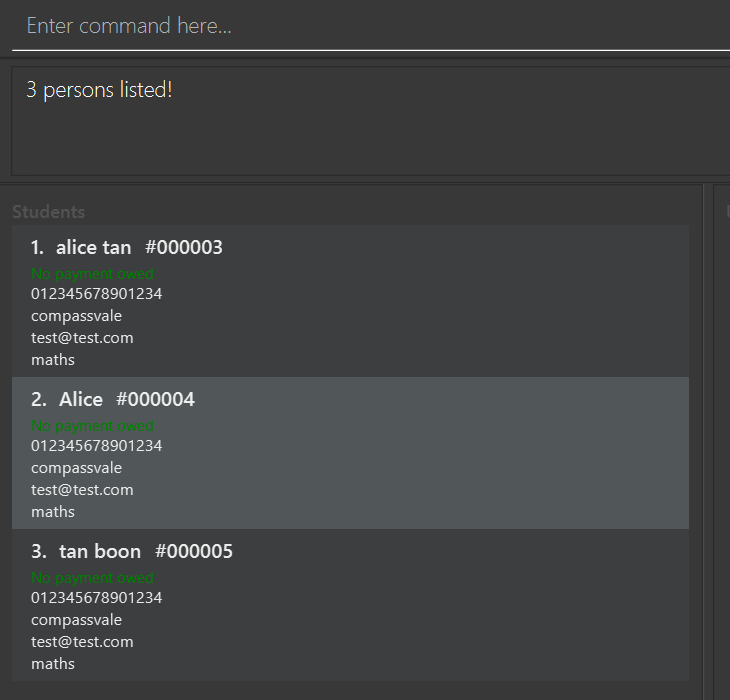 Enter command here...
3 persons listed!
Students
1. alice tan #000003
No payment owed
012345678901234
compassvale
test@test.com
maths
2. Alice #000004
No payment owed
012345678901234
compassvale
test@test.com
maths
3. tan boon #000005
No payment owed
012345678901234
compassvale
test@test.com
maths